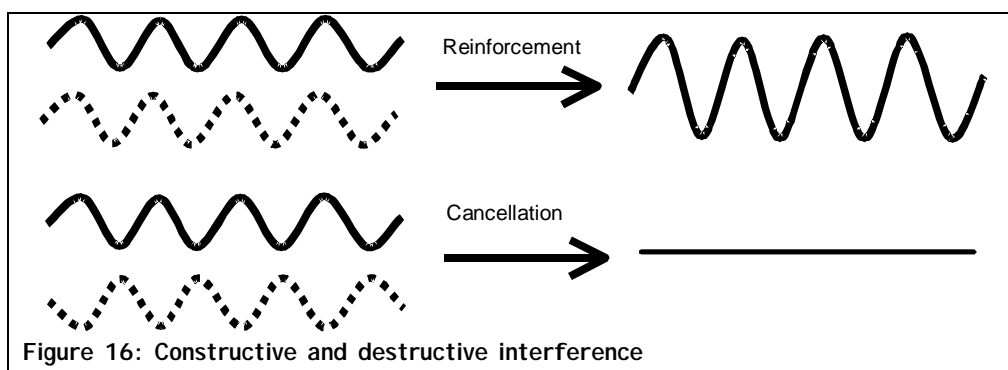 Reinforcement
Cancellation
Figure 16: Constructive and destructive interference